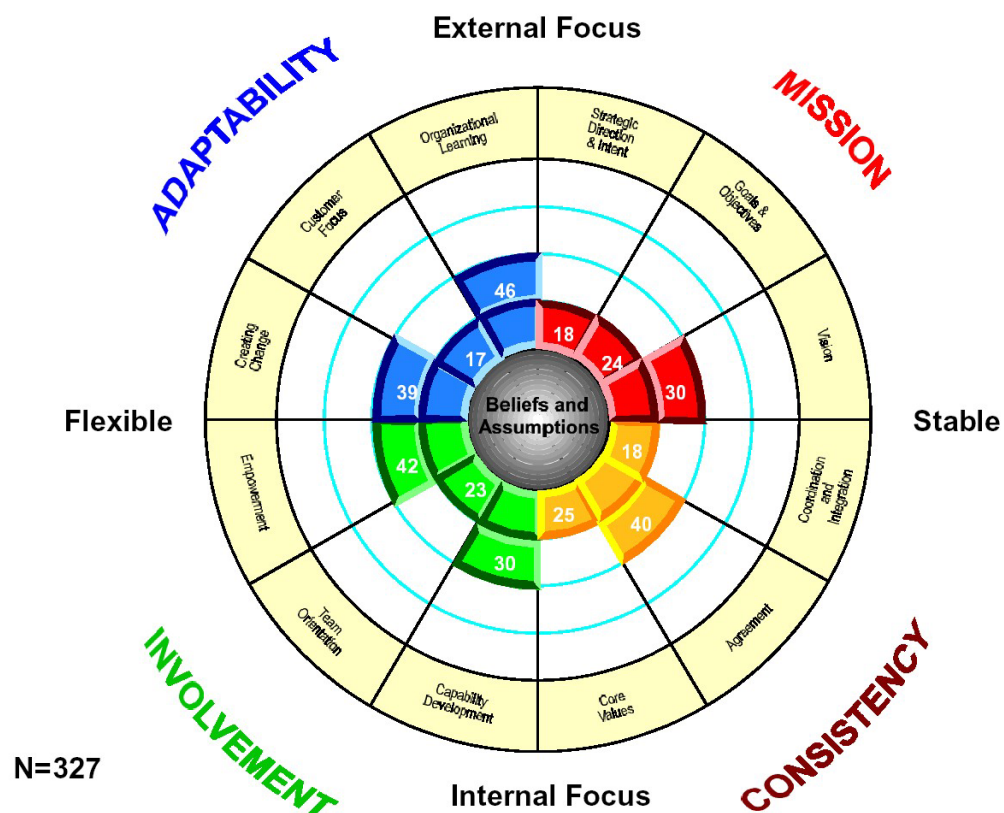 External Focus
ADAPTABILITY
MISSION
Organizational
Learning
Strategic
Direction
& Intent
Customer
Focus
Goals &
Objectives
Creating
Change
Vision
46
18
17
24
39
30
Flexible
Beliefs and
Assumptions
Stable
42
18
23
25
40
30
Empowerment
Coordination
and
Integration
Team
Orientation
Agreement
Capability
Development
Core
Values
INVOLVEMENT
CONSISTENCY
N=327
Internal Focus